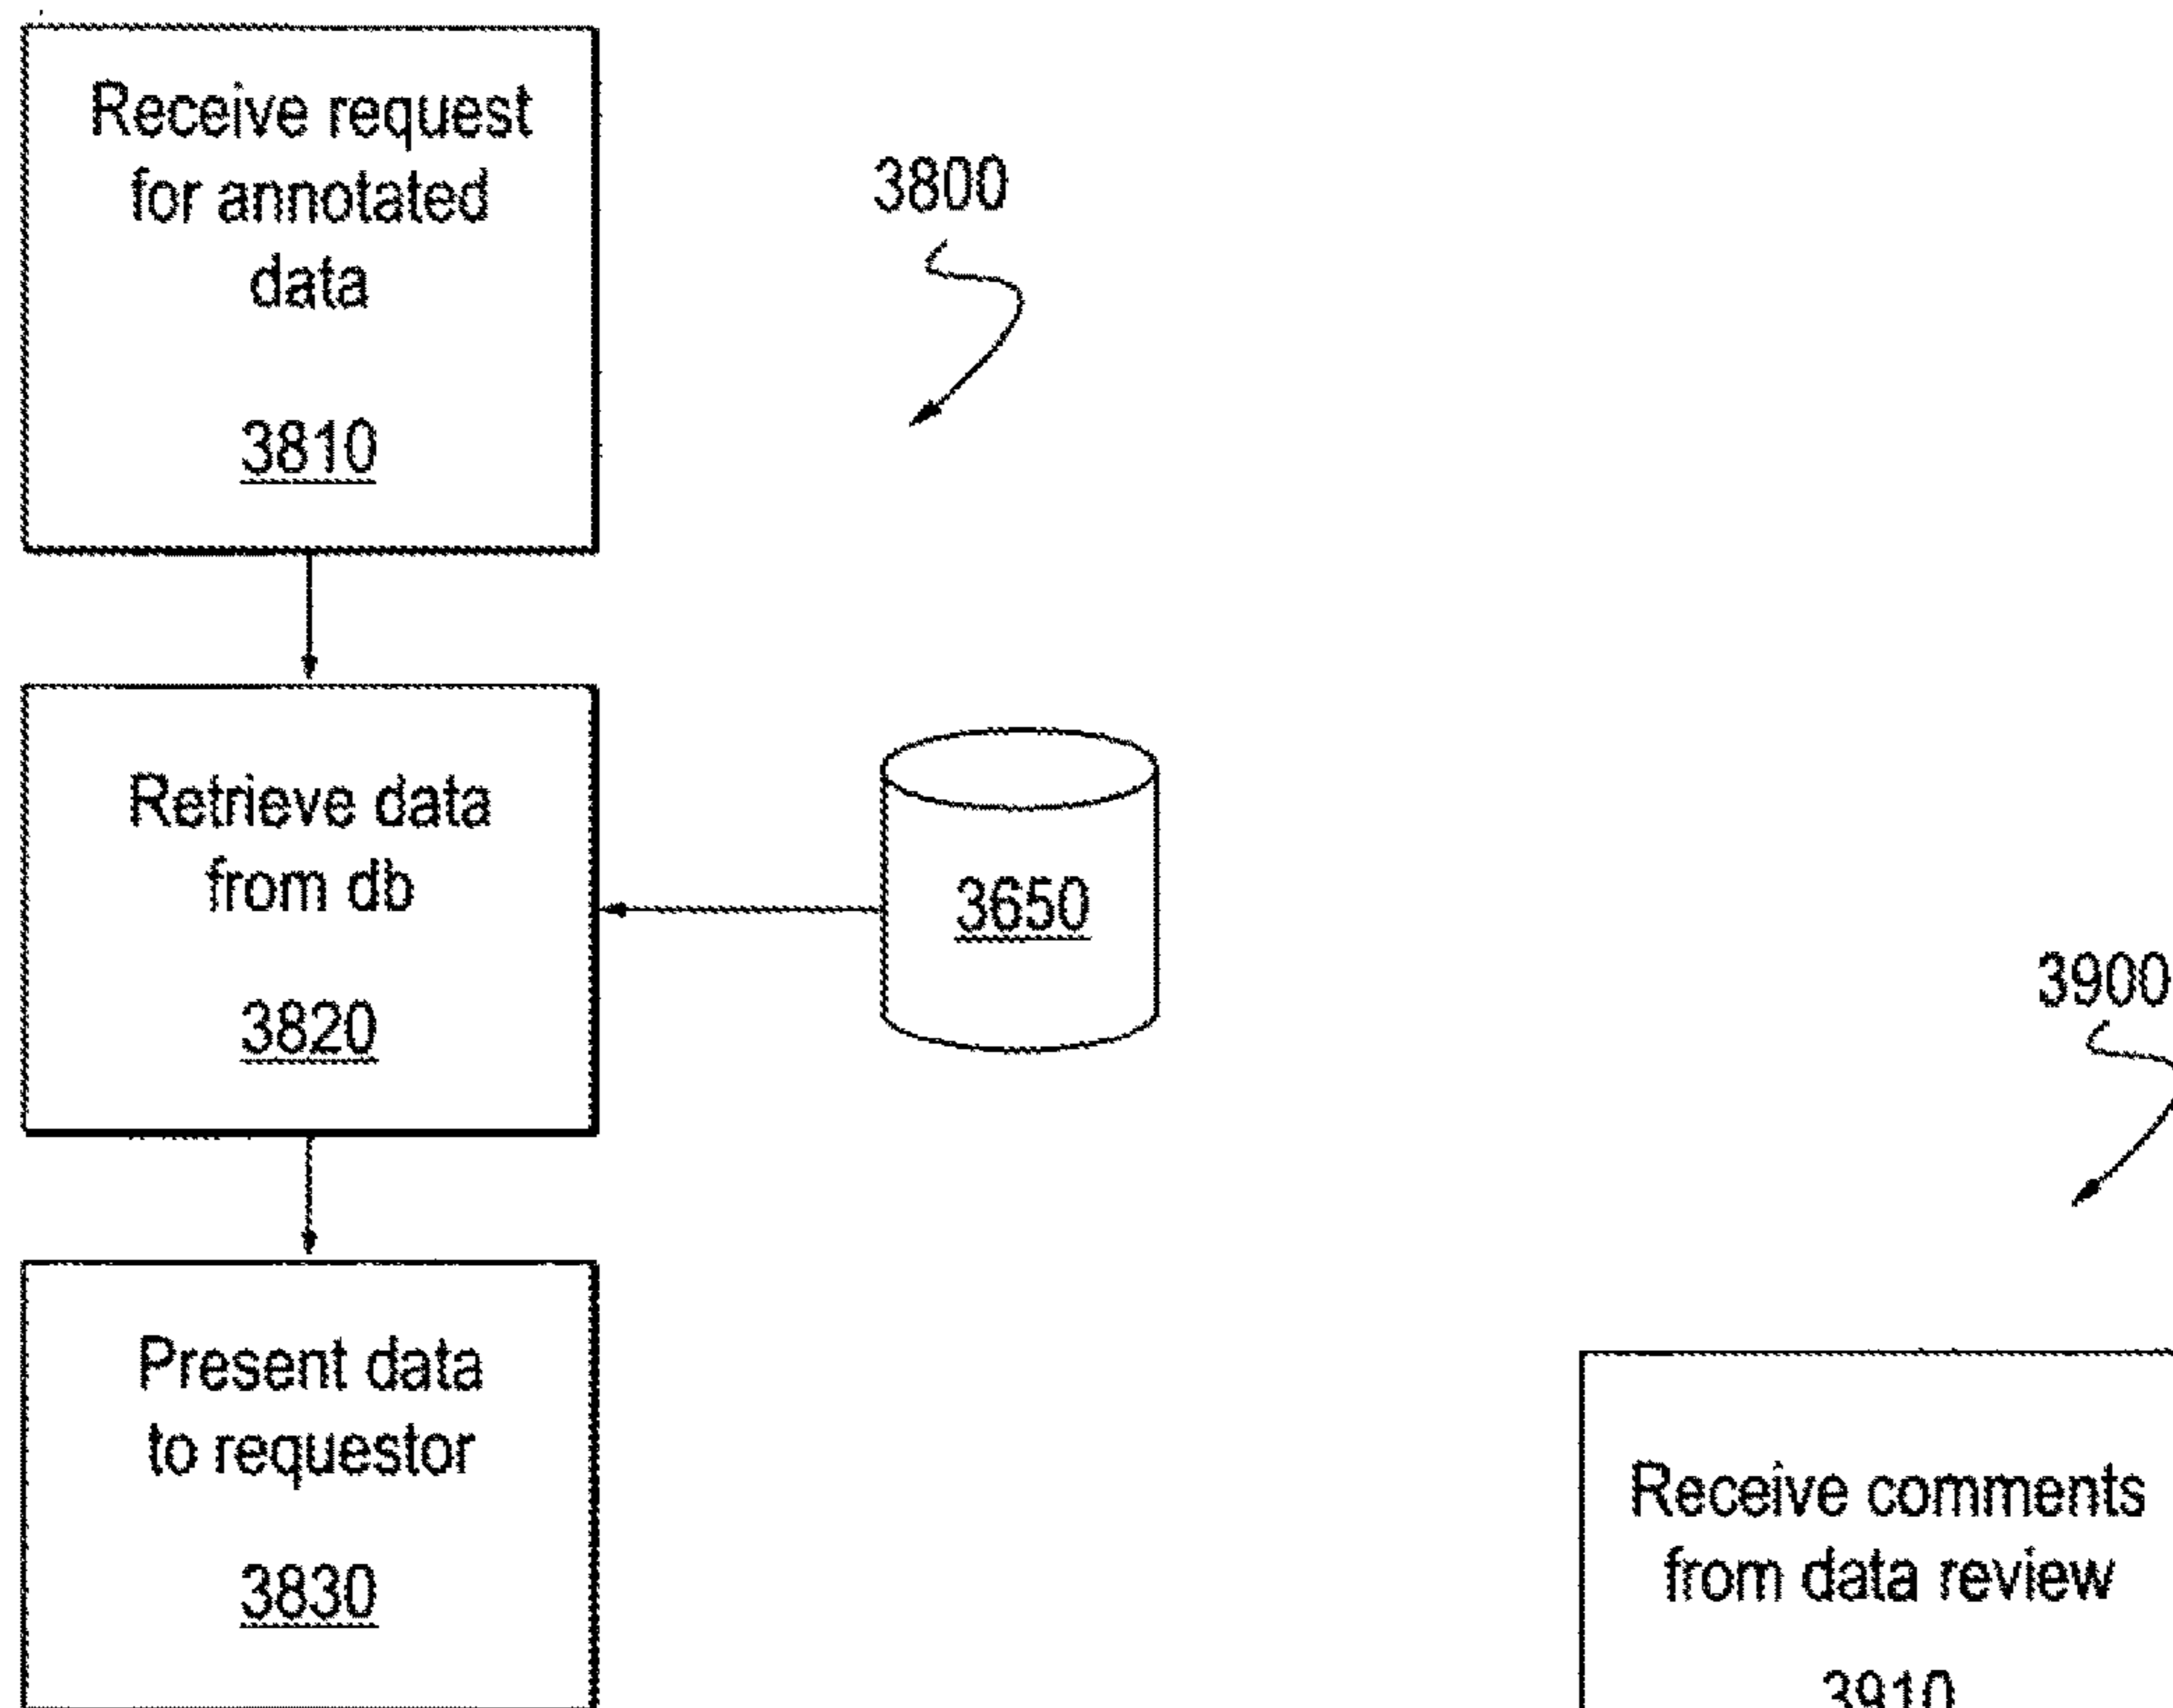 Receive request
for annotated
data
3810
3800
Retrieve data
from db
3820
3650
Present data
to requestor
3830
3900
Receive comments
from data review
3910